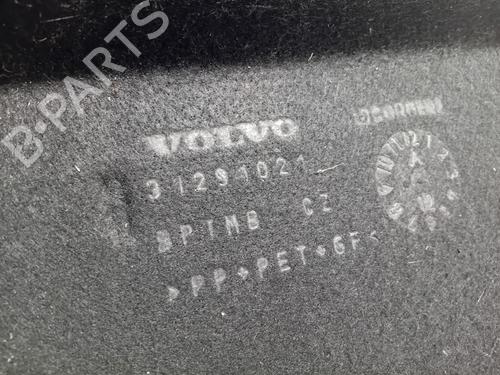 B-PARTS
VOLVO
31291021
BPTMB CZ
>PP+PET+GF<